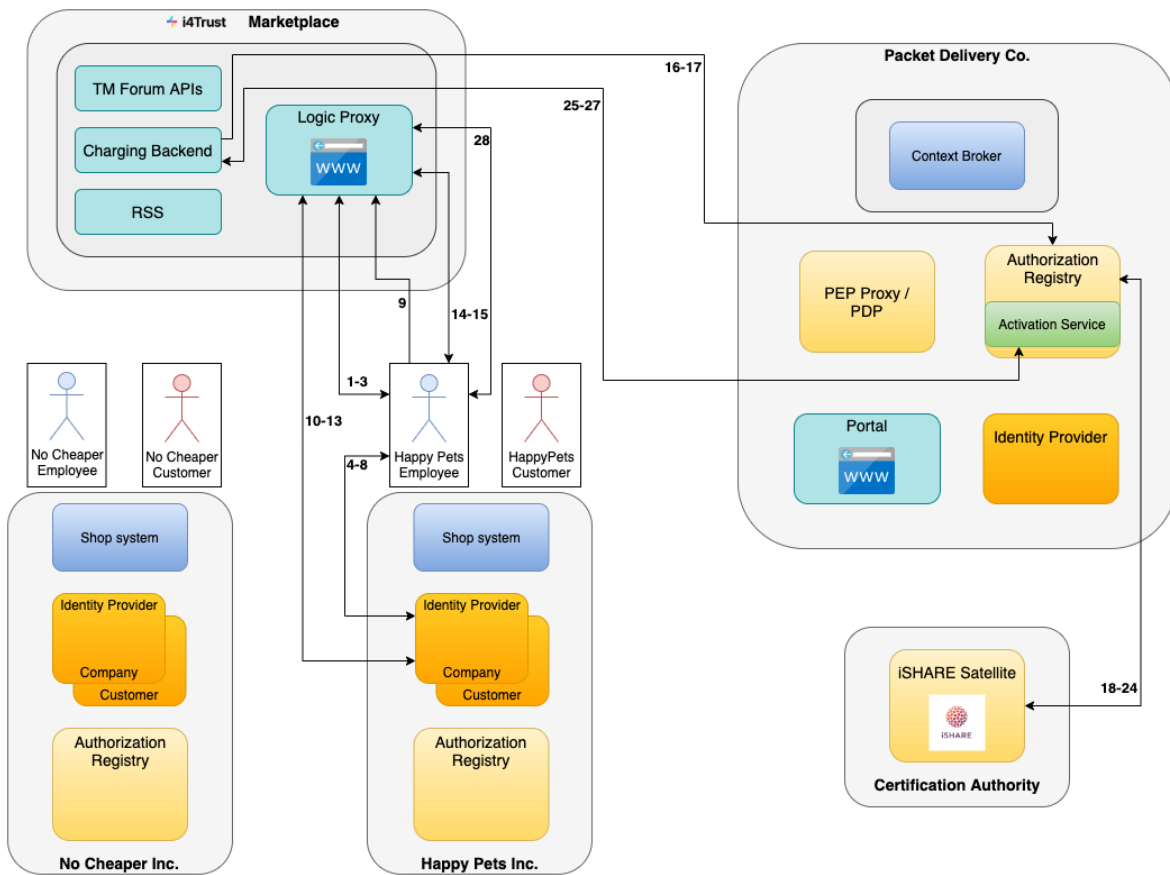 i4Trust Marketplace
TM Forum APIs
Charging Backend
RSS
Logic Proxy
WWW
16-17
25-27
28
9
14-15
1-3
10-13
4-8
Packet Delivery Co.
Context Broker
PEP Proxy /
PDP
Authorization
Registry
Activation Service
Portal
WWW
Identity Provider
No Cheaper
Employee
No Cheaper
Customer
Happy Pets
Employee
HappyPets
Customer
Shop system
Identity Provider
Company
Customer
Authorization
Registry
No Cheaper Inc.
Shop system
Identity Provider
Company
Customer
Authorization
Registry
Happy Pets Inc.
iSHARE Satellite
iSHARE
18-24
Certification Authority